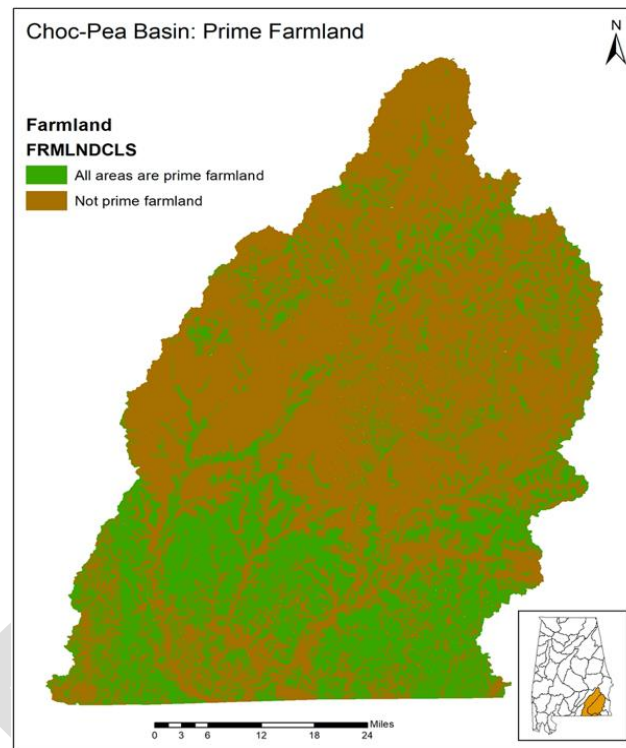 Choc-Pea Basin: Prime Farmland
N
Farmland
FRMLNDCLS
All areas are prime farmland
Not prime farmland
Miles
0 3 6 12 18 24